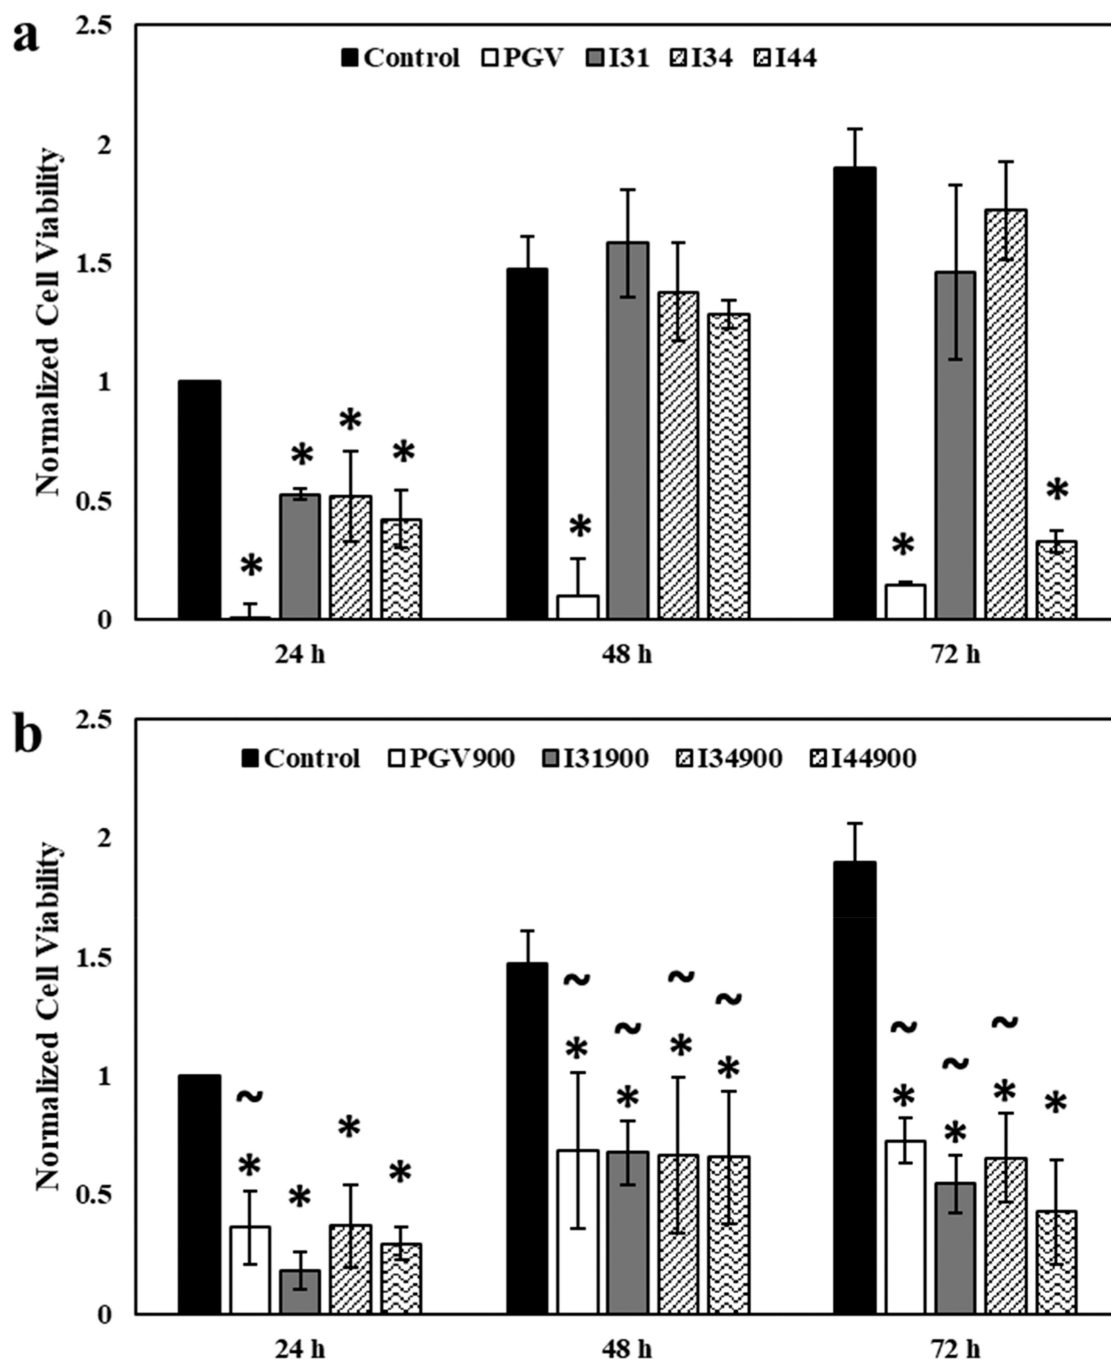 a
Control PGV I31 I34 I44
Normalized Cell Viability
2.5
2
1.5
1
0.5
0
*
*
*
*
*
*
*
24 h 48 h 72 h
b
Control PGV900 I31900 I34900 I44900
Normalized Cell Viability
2.5
2
1.5
1
0.5
0
~ ~ ~ ~ ~ ~ ~ ~
* * * * * * * * * * * *
24 h 48 h 72 h